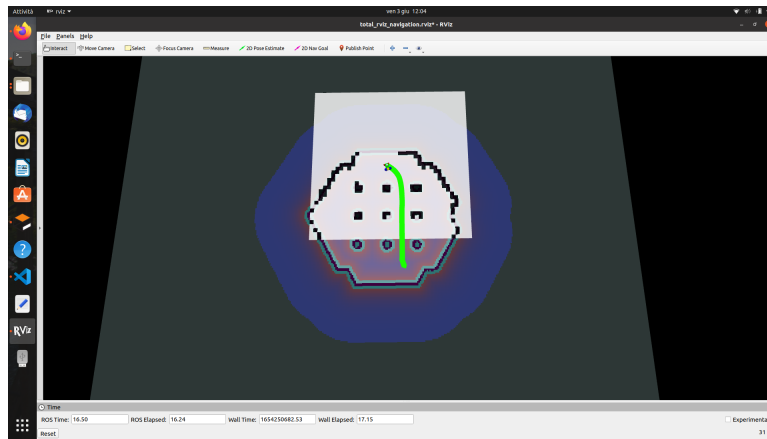 Attività rviz ven 3 giu 12:04
total_rviz_navigation.rviz* - RViz
File Panels Help
Interact Move Camera Select Focus Camera Measure 2D Pose Estimate 2D Nav Goal Publish Point
RViz
Time
ROS Time: 16.50 ROS Elapsed: 16.24 Wall Time: 1654250682.53 Wall Elapsed: 17.15 Experimenta
Reset 31